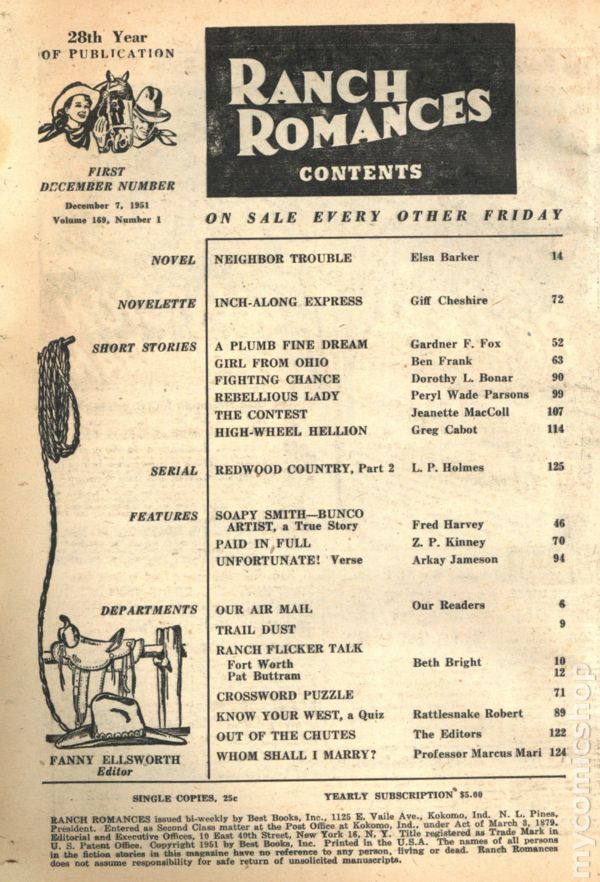 28th Year
OF PUBLICATION
FIRST
DECEMBER NUMBER
December 7, 1951
Volume 169, Number 1
RANCH
ROMANCES
CONTENTS
ON SALE EVERY OTHER FRIDAY
NOVEL NEIGHBOR TROUBLE Elsa Barker 14
NOVELETTE INCH-ALONG EXPRESS Giff Cheshire 72
SHORT STORIES A PLUMB FINE DREAM Gardner F. Fox 52
GIRL FROM OHIO Ben Frank 63
FIGHTING CHANCE Dorothy L. Bonar 90
REBELLIOUS LADY Peryl Wade Parsons 99
THE CONTEST Jeanette MacColl 107
HIGH-WHEEL HELLION Greg Cabot 114
SERIAL REDWOOD COUNTRY, Part 2 L. P. Holmes 125
FEATURES SOAPY SMITH—BUNCO
ARTIST, a True Story Fred Harvey 46
PAID IN FULL Z. P. Kinney 70
UNFORTUNATE! Verse Arkay Jameson 94
DEPARTMENTS OUR AIR MAIL Our Readers 6
TRAIL DUST 9
RANCH FLICKER TALK
Fort Worth Beth Bright 10
Pat Buttram 12
CROSSWORD PUZZLE 71
KNOW YOUR WEST, a Quiz Rattlesnake Robert 89
OUT OF THE CHUTES The Editors 122
WHOM SHALL I MARRY? Professor Marcus Mari 124
FANNY ELLSWORTH
Editor
SINGLE COPIES, 25c YEARLY SUBSCRIPTION $5.00
RANCH ROMANCES issued bi-weekly by Best Books, Inc., 1125 E. Vaile Ave., Kokomo, Ind. N. L. Pines,
President. Entered as Second Class matter at the Post Office at Kokomo, Ind., under Act of March 3, 1879.
Editorial and Executive Offices, 10 East 40th Street, New York 16, N. Y. Title registered as Trade Mark in
U. S. Patent Office. Copyright 1951 by Best Books, Inc. Printed in the U.S.A. The names of all persons
in the fiction stories in this magazine have no reference to any person, living or dead. Ranch Romances
does not assume responsibility for safe return of unsolicited manuscripts.
mycomicshop